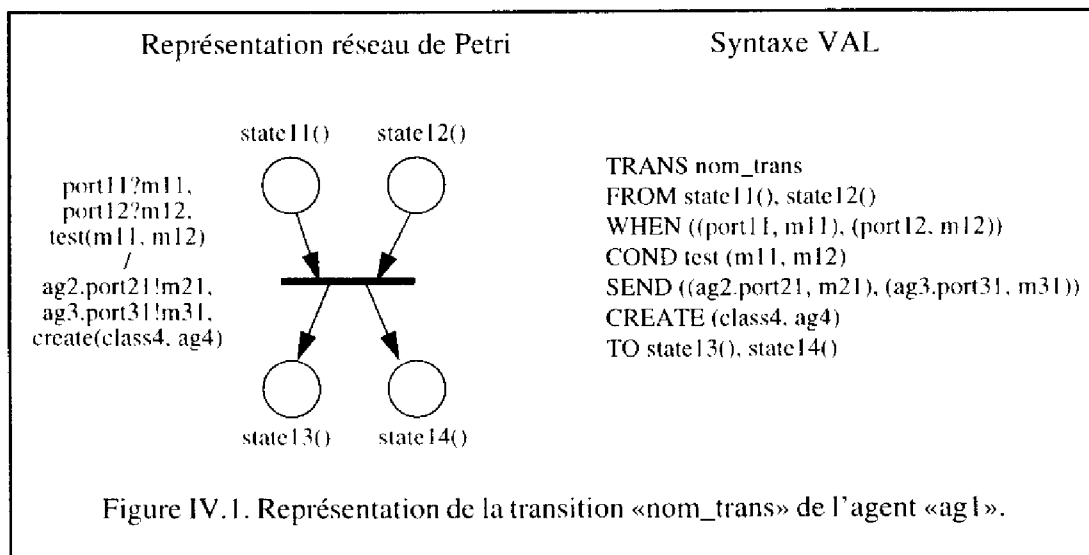 Représentation réseau de Petri
Syntaxe VAL
state11()
state12()
port11?m11,
port12?m12,
test(m11, m12)
/
ag2.port21!m21,
ag3.port31!m31,
create(class4, ag4)
state13()
state14()
TRANS nom_trans
FROM state11(), state12()
WHEN ((port11, m11), (port12, m12))
COND test (m11, m12)
SEND ((ag2.port21, m21), (ag3.port31, m31))
CREATE (class4, ag4)
TO state13(), state14()
Figure IV.1. Représentation de la transition «nom_trans» de l'agent «ag1».